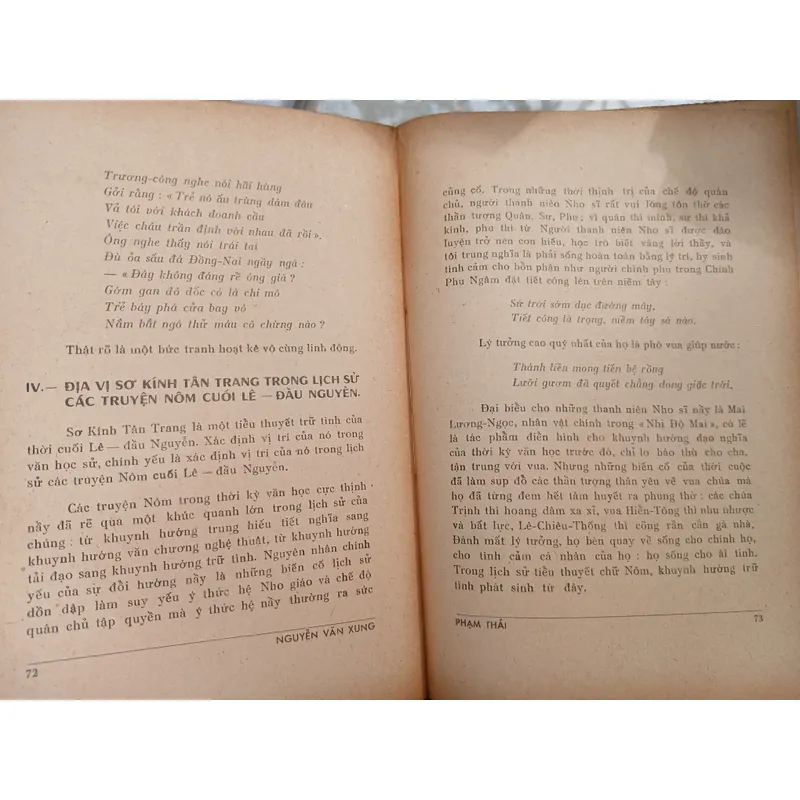 Trương-công nghe nói hãi hùng
Gởi rằng : « Trẻ nô ấu trùng dám đâu
Vả tôi với khách doanh cầu
Việc châu trần định với nhau đã rồi ».
Ông nghe thấy nói trái tai
Đù ỏa sấu đá Đồng-Nai ngầy ngà :
— « Đây không đáng rể ông già ?
Gớm gan đô đốc có là chi mô
Trẻ bây phá cửa bay vô
Nằm bắt ngỏ thử máu cô chừng nào ?
Thật rõ là một bức tranh hoạt kê vô cùng linh động.
IV.— ĐỊA VỊ SƠ KÍNH TÂN TRANG TRONG LỊCH SỬ
CÁC TRUYỆN NÔM CUỐI LÊ — ĐẦU NGUYỄN.
Sơ Kính Tân Trang là một tiểu thuyết trữ tình của
thời cuối Lê — đầu Nguyễn. Xác định vị trí của nó trong
văn học sử, chính yếu là xác định vị trí của nó trong lịch
sử các truyện Nôm cuối Lê — đầu Nguyễn.
Các truyện Nôm trong thời kỳ văn học cực thịnh
nầy đã rẽ qua một khúc quanh lớn trong lịch sử của
chúng : từ khuynh hướng trung hiếu tiết nghĩa sang
khuynh hướng văn chương nghệ thuật, từ khuynh hướng
tải đạo sang khuynh hướng trữ tình. Nguyên nhân chính
yếu của sự đổi hướng nầy là những biến cố lịch sử
dồn dập làm suy yếu ý thức hệ Nho giáo và chế độ
quân chủ tập quyền mà ý thức hệ nầy thường ra sức
NGUYỄN VĂN XUNG
72
củng cố. Trong những thời thịnh trị của chế độ quân
chủ, người thanh niên Nho sĩ rất vui lòng tôn thờ các
thần tượng Quân, Sư, Phụ ; vì quân thì minh, sư thì khả
kính, phụ thì từ. Người thanh niên Nho sĩ được đào
luyện trở nên con hiếu, học trò biết vâng lời thầy, và
tôi trung nghĩa là phải sống hoàn toàn bằng lý trí, hy sinh
tình cảm cho bổn phận như người chinh phu trong Chinh
Phụ Ngâm đặt tiết công lên trên niềm tây :
Sứ trời sớm dục đường mây,
Tiết công là trọng, niềm tây sá nào.
Lý tưởng cao quý nhất của họ là phò vua giúp nước :
Thành liền mong tiến bệ rồng
Lưỡi gươm đã quyết chẳng dong giặc trời.
Đại biểu cho những thanh niên Nho sĩ nầy là Mai
Lương-Ngọc, nhân vật chính trong « Nhị Độ Mai », có lẽ
là tác phẩm điển hình cho khuynh hướng đạo nghĩa
của thời kỳ văn học trước đó, chỉ lo báo thù cho cha,
tận trung với vua. Nhưng những biến cố của thời cuộc
đã làm sụp đổ các thần tượng thân yêu về vua chúa mà
họ đã từng đem hết tâm huyết ra phụng thờ : các chúa
Trịnh thì hoang dâm xa xỉ, vua Hiển-Tông thì nhu nhược
và bất lực, Lê-Chiêu-Thống thì cõng rắn cắn gà nhà,
Đánh mất lý tưởng, họ bèn quay về sống cho chính họ,
cho tình cảm cá nhân của họ : họ sống cho ái tình.
Trong lịch sử tiểu thuyết chữ Nôm, khuynh hướng trữ
tình phát sinh từ đây.
PHẠM THÁI
73